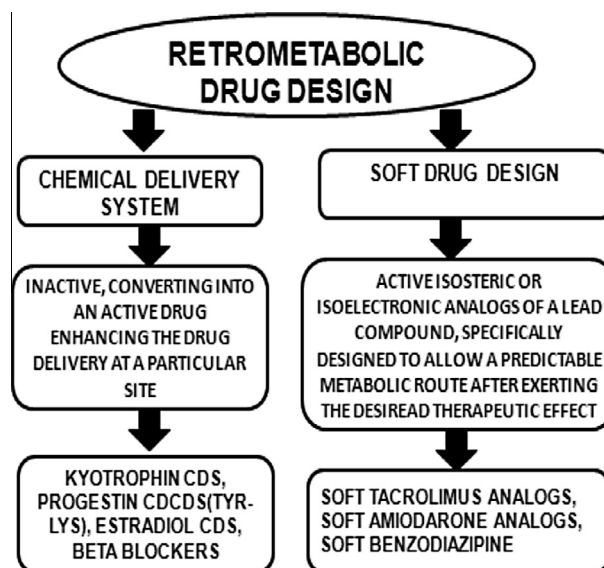 RETROMETABOLIC
DRUG DESIGN
CHEMICAL DELIVERY
SYSTEM
INACTIVE, CONVERTING INTO
AN ACTIVE DRUG
ENHANCING THE DRUG
DELIVERY AT A PARTICULAR
SITE
KYOTROPHIN CDS,
PROGESTIN CDCDS(TYR-
LYS), ESTRADIOL CDS,
BETA BLOCKERS
SOFT DRUG DESIGN
ACTIVE ISOSTERIC OR
ISOELECTRONIC ANALOGS OF A LEAD
COMPOUND, SPECIFICALLY
DESIGNED TO ALLOW A PREDICTABLE
METABOLIC ROUTE AFTER EXERTING
THE DESIREAD THERAPEUTIC EFFECT
SOFT TACROLIMUS ANALOGS,
SOFT AMIODARONE ANALOGS,
SOFT BENZODIAZIPINE